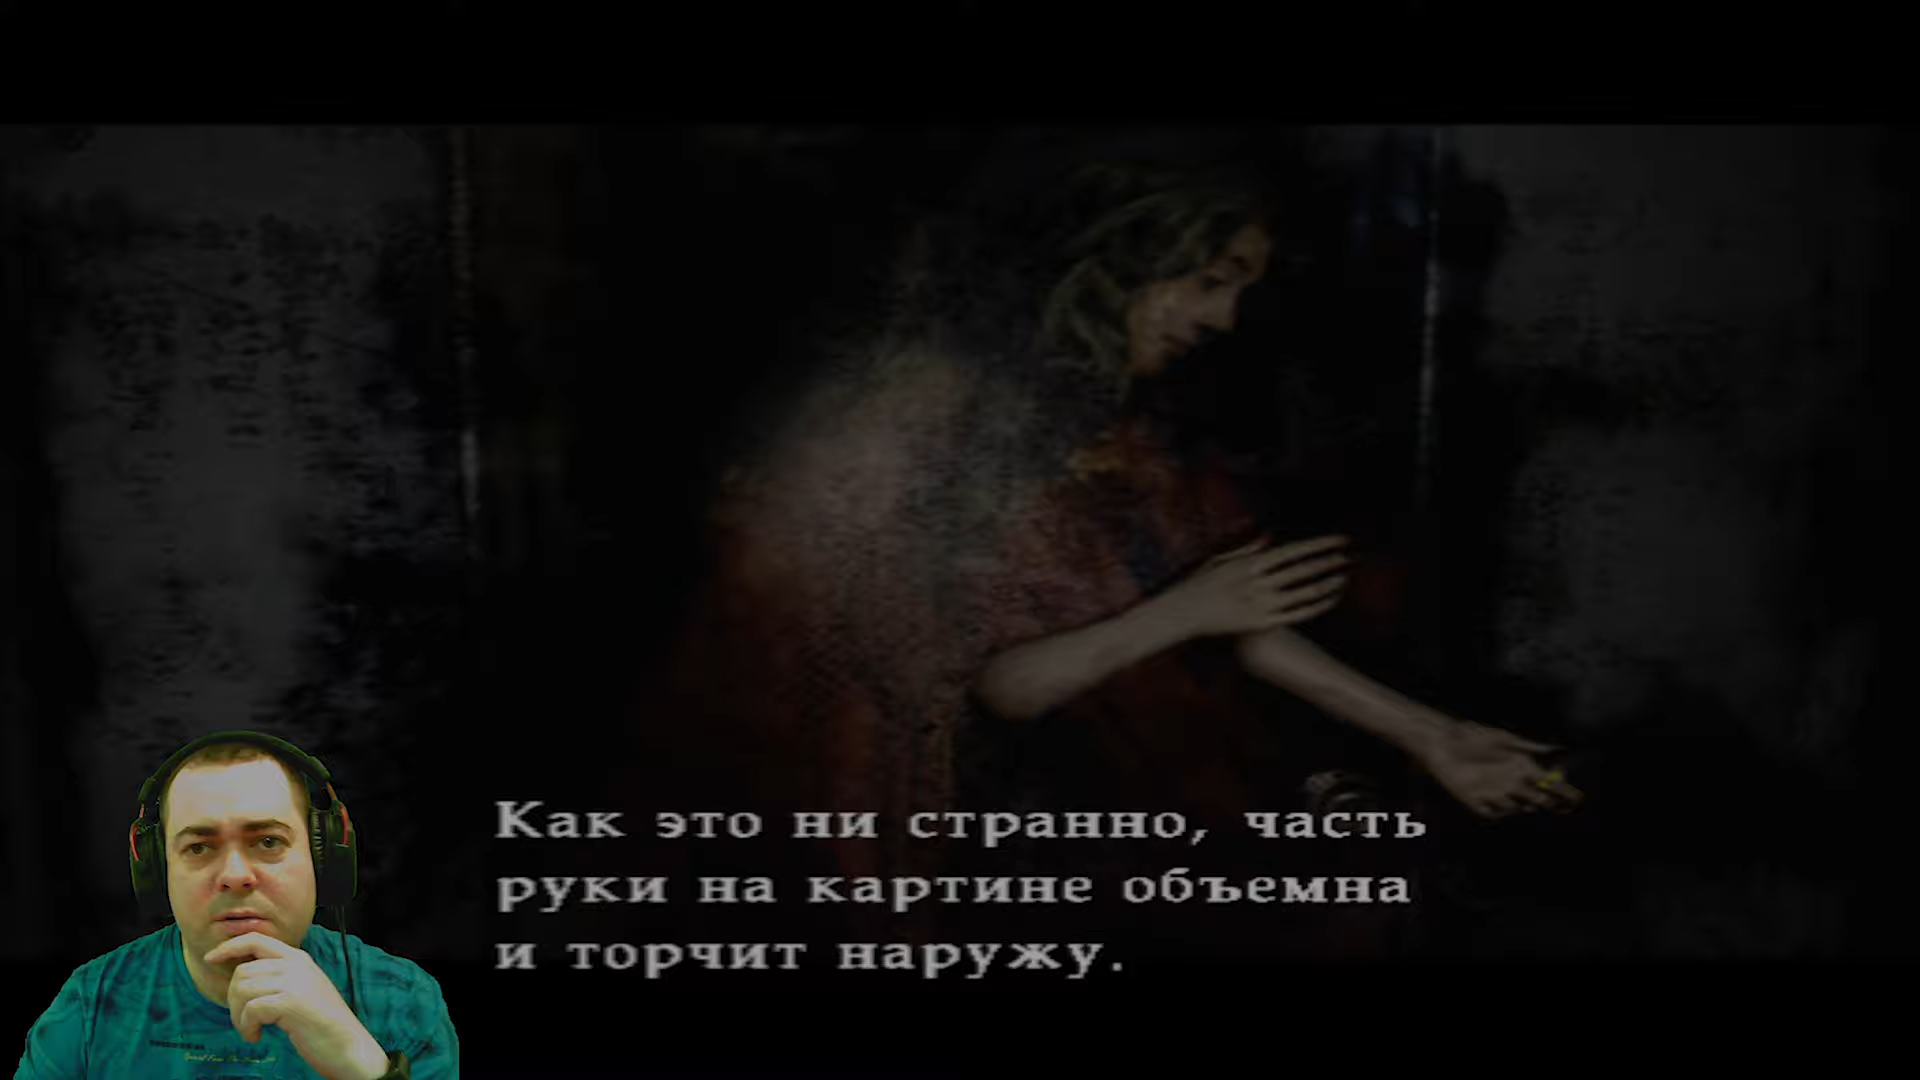 Как это ни странно, часть
руки на картине объемна
и торчит наружу.